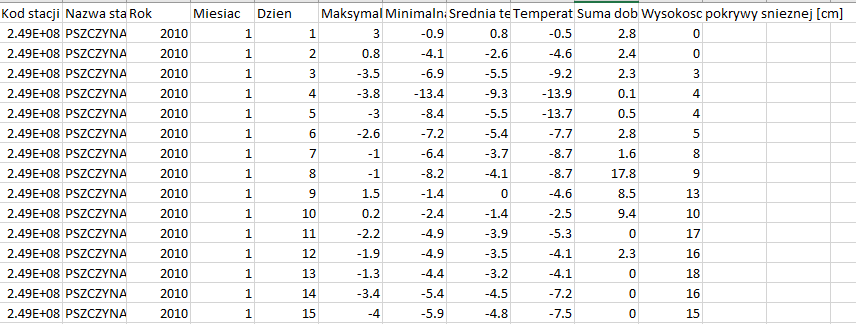 Kod stacji Nazwa sta Rok Miesiac Dzien Maksymal Minimalna Srednia te Temperat Suma dob Wysokosc pokrywy snieznej [cm]
2.49E+08 PSZCZYNA 2010 1 1 3 -0.9 0.8 -0.5 2.8 0
2.49E+08 PSZCZYNA 2010 1 2 0.8 -4.1 -2.6 -4.6 2.4 0
2.49E+08 PSZCZYNA 2010 1 3 -3.5 -6.9 -5.5 -9.2 2.3 3
2.49E+08 PSZCZYNA 2010 1 4 -3.8 -13.4 -9.3 -13.9 0.1 4
2.49E+08 PSZCZYNA 2010 1 5 -3 -8.4 -5.5 -13.7 0.5 4
2.49E+08 PSZCZYNA 2010 1 6 -2.6 -7.2 -5.4 -7.7 2.8 5
2.49E+08 PSZCZYNA 2010 1 7 -1 -6.4 -3.7 -8.7 1.6 8
2.49E+08 PSZCZYNA 2010 1 8 -1 -8.2 -4.1 -8.7 17.8 9
2.49E+08 PSZCZYNA 2010 1 9 1.5 -1.4 0 -4.6 8.5 13
2.49E+08 PSZCZYNA 2010 1 10 0.2 -2.4 -1.4 -2.5 9.4 10
2.49E+08 PSZCZYNA 2010 1 11 -2.2 -4.9 -3.9 -5.3 0 17
2.49E+08 PSZCZYNA 2010 1 12 -1.9 -4.9 -3.5 -4.1 2.3 16
2.49E+08 PSZCZYNA 2010 1 13 -1.3 -4.4 -3.2 -4.1 0 18
2.49E+08 PSZCZYNA 2010 1 14 -3.4 -5.4 -4.5 -7.2 0 16
2.49E+08 PSZCZYNA 2010 1 15 -4 -5.9 -4.8 -7.5 0 15